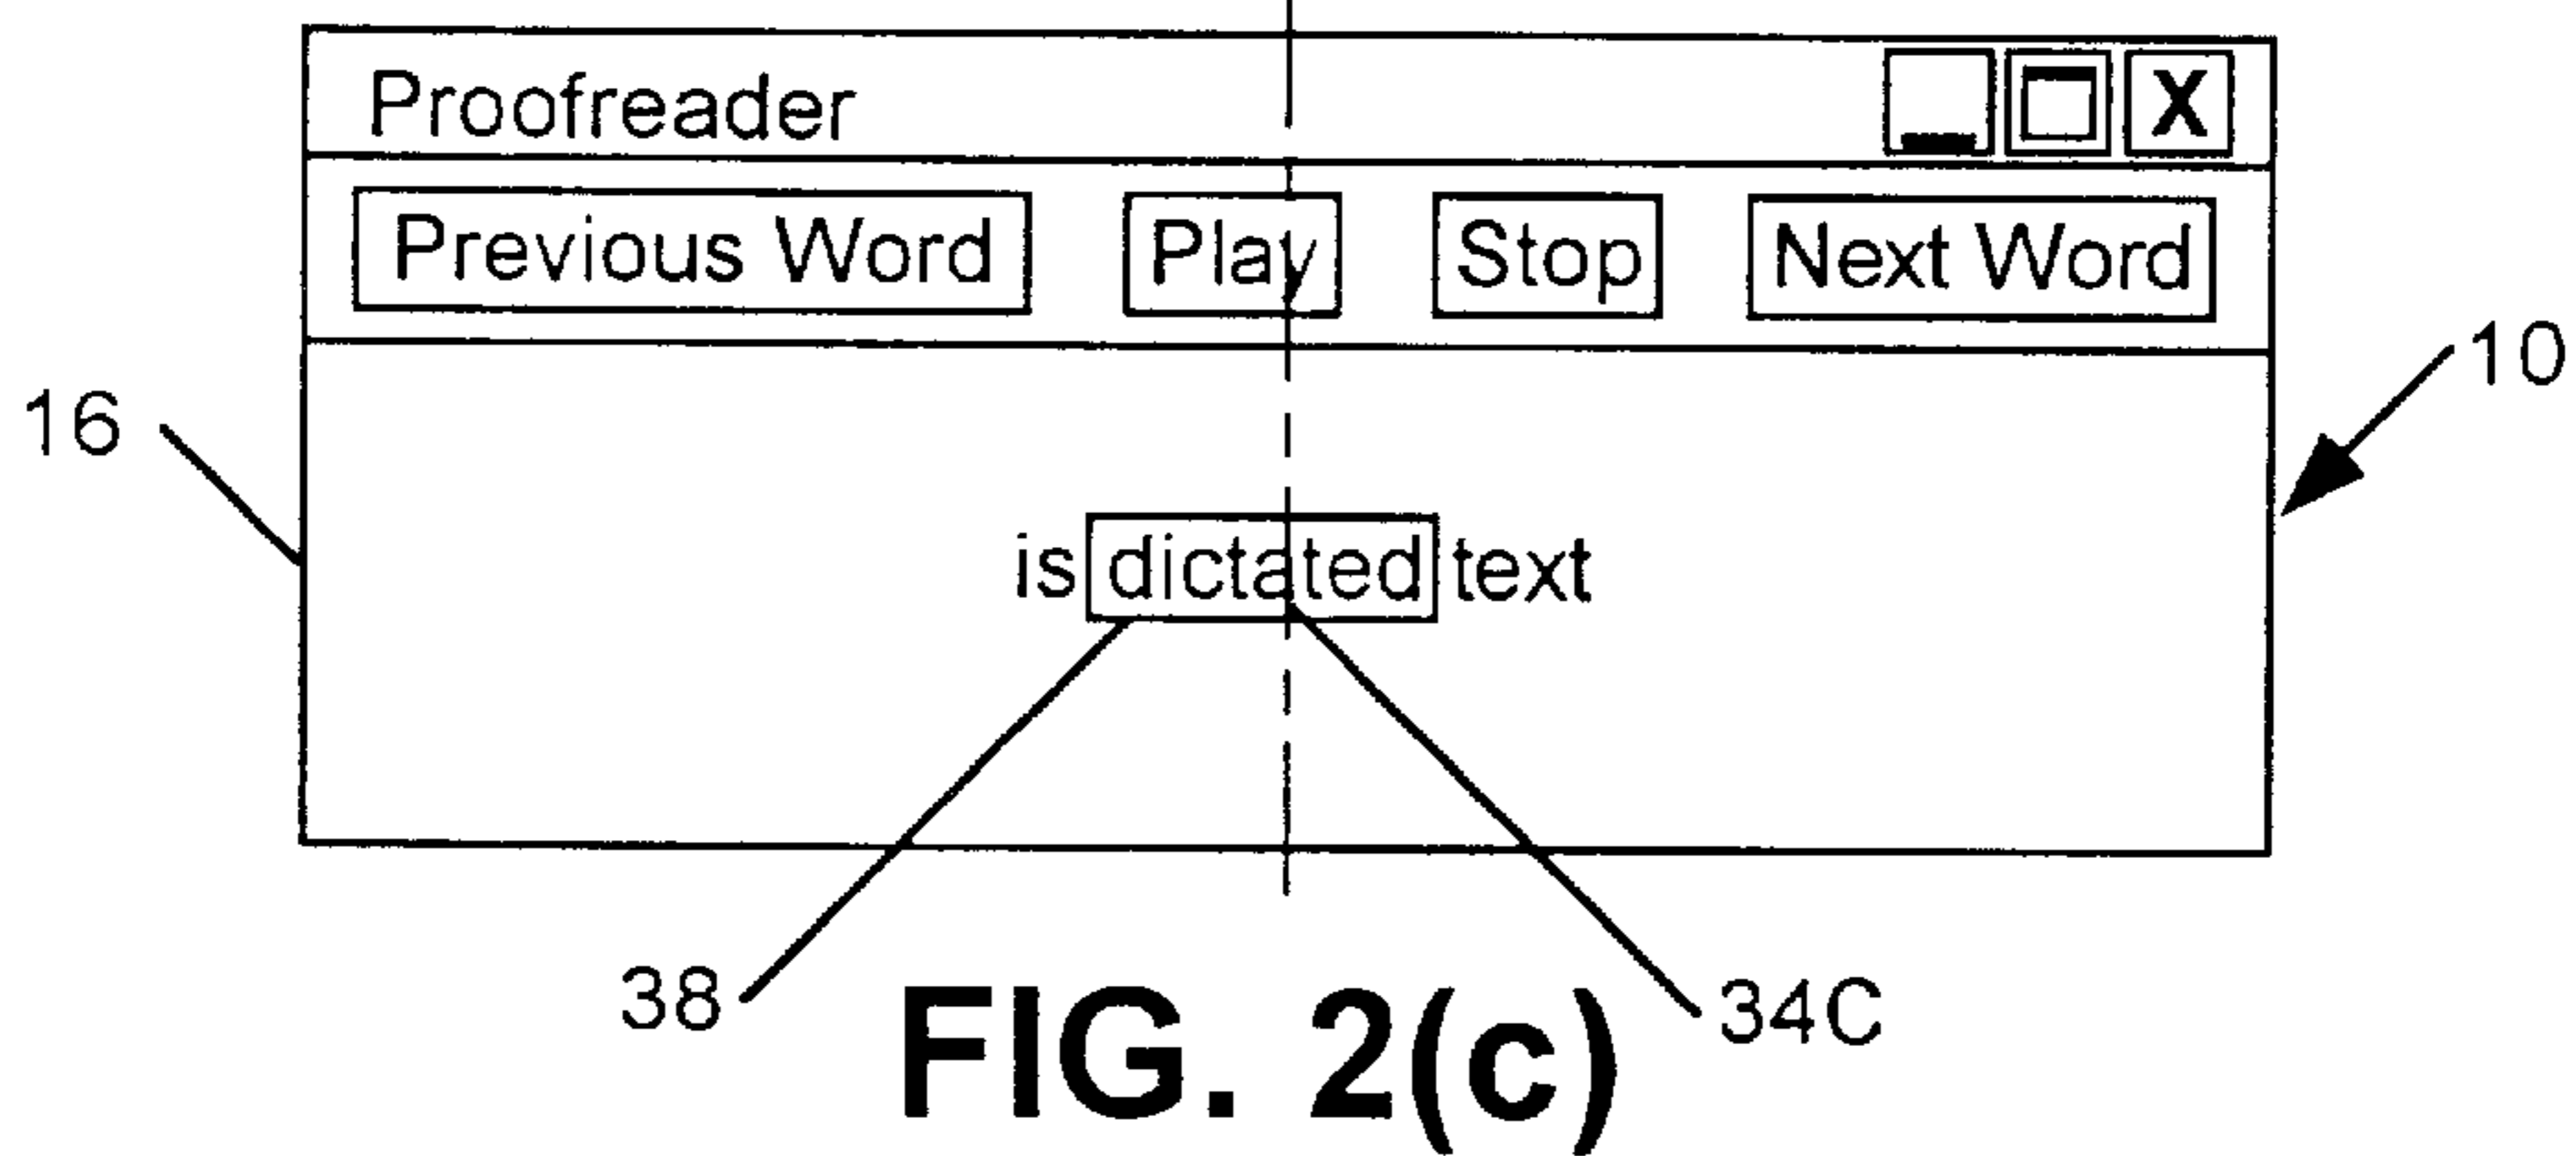 Proofreader X
Previous Word Play Stop Next Word
10
16
is dictated text
38
34C
FIG. 2(c)